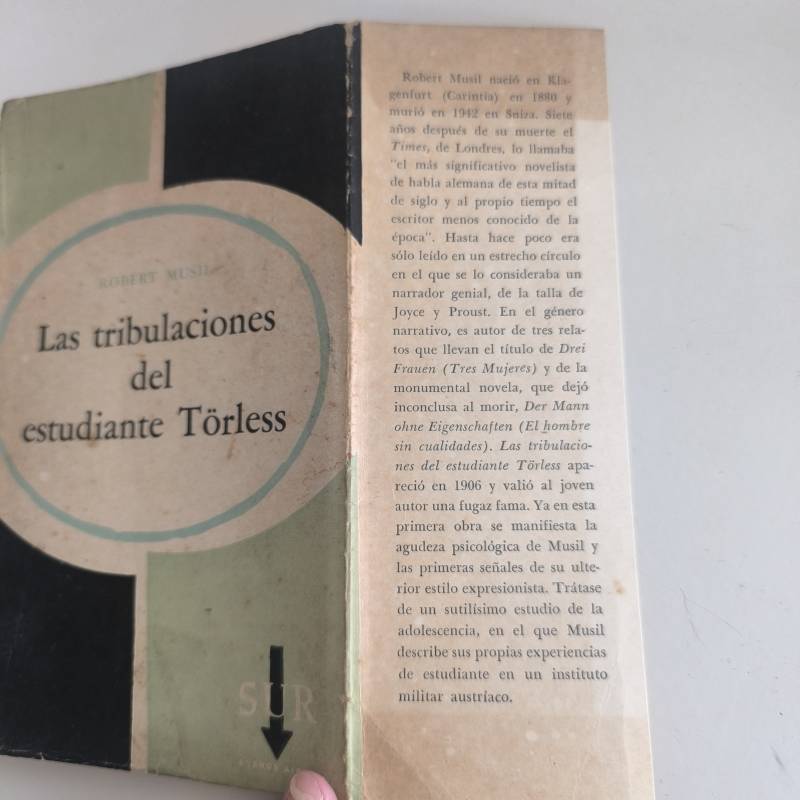 ROBERT MUSIL
Las tribulaciones
del
estudiante Törless
SUR
Robert Musil nació en Kla-
genfurt (Carintia) en 1880 y
murió en 1942 en Suiza. Siete
años después de su muerte el
Times, de Londres, lo llamaba
"el más significativo novelista
de habla alemana de esta mitad
de siglo y al propio tiempo el
escritor menos conocido de la
época". Hasta hace poco era
sólo leído en un estrecho círculo
en el que se lo consideraba un
narrador genial, de la talla de
Joyce y Proust. En el género
narrativo, es autor de tres rela-
tos que llevan el título de Drei
Frauen (Tres Mujeres) y de la
monumental novela, que dejó
inconclusa al morir, Der Mann
ohne Eigenschaften (El hombre
sin cualidades). Las tribulacio-
nes del estudiante Törless apa-
reció en 1906 y valió al joven
autor una fugaz fama. Ya en esta
primera obra se manifiesta la
agudeza psicológica de Musil y
las primeras señales de su ulte-
rior estilo expresionista. Trátase
de un sutilísimo estudio de la
adolescencia, en el que Musil
describe sus propias experiencias
de estudiante en un instituto
militar austríaco.